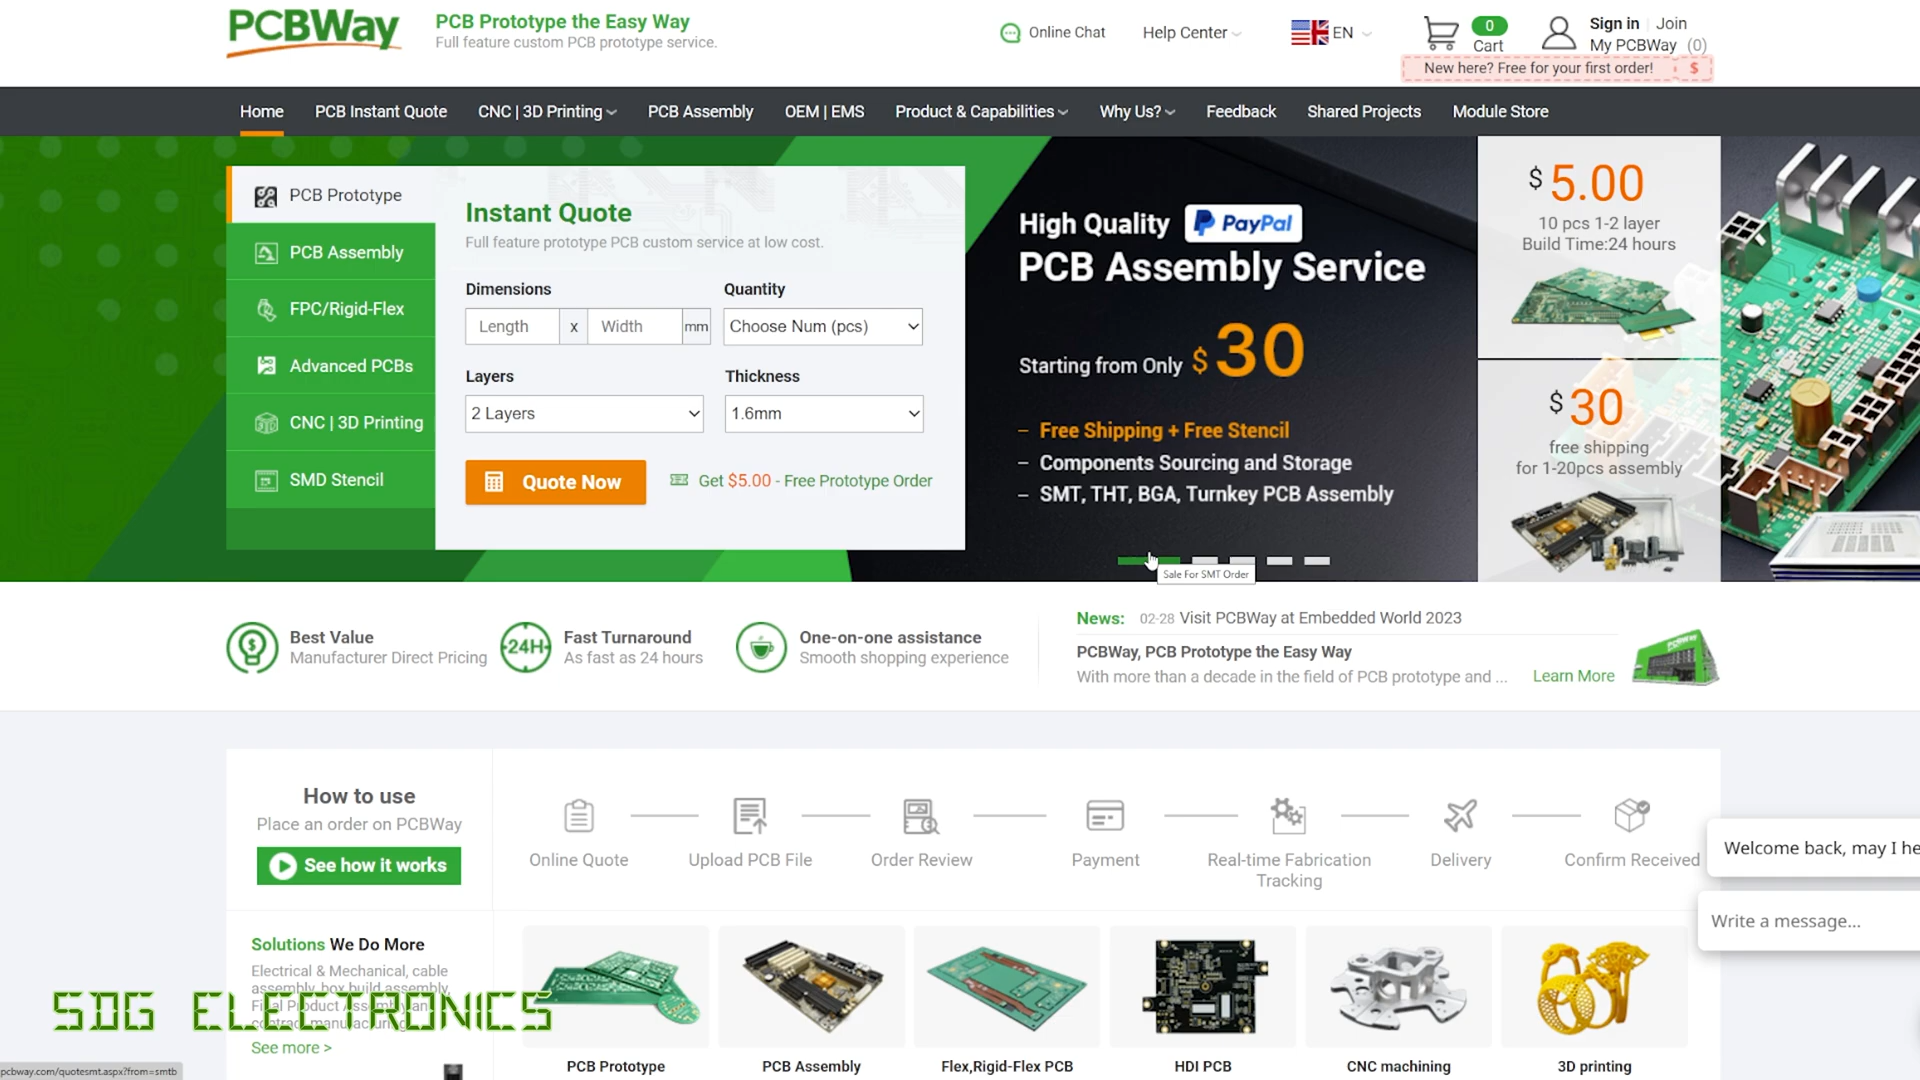 PCBWay
PCB Prototype the Easy Way
Full feature custom PCB prototype service.
Online Chat
Help Center
EN
0
Cart
Sign in
Join
My PCBWay (0)
New here? Free for your first order! $
Home
PCB Instant Quote
CNC | 3D Printing
PCB Assembly
OEM | EMS
Product & Capabilities
Why Us?
Feedback
Shared Projects
Module Store
PCB Prototype
PCB Assembly
FPC/Rigid-Flex
Advanced PCBs
CNC | 3D Printing
SMD Stencil
Instant Quote
Full feature prototype PCB custom service at low cost.
Dimensions
Quantity
Length x Width mm
Choose Num (pcs)
Layers
Thickness
2 Layers
1.6mm
Quote Now
Get $5.00 - Free Prototype Order
High Quality PayPal
PCB Assembly Service
Starting from Only $ 30
– Free Shipping + Free Stencil
– Components Sourcing and Storage
– SMT, THT, BGA, Turnkey PCB Assembly
Sale For SMT Order
$ 5.00
10 pcs 1-2 layer
Build Time:24 hours
$ 30
free shipping
for 1-20pcs assembly
Best Value
Manufacturer Direct Pricing
24H
Fast Turnaround
As fast as 24 hours
One-on-one assistance
Smooth shopping experience
News: 02-28 Visit PCBWay at Embedded World 2023
PCBWay, PCB Prototype the Easy Way
With more than a decade in the field of PCB prototype and ...
Learn More
How to use
Place an order on PCBWay
See how it works
Online Quote
Upload PCB File
Order Review
Payment
Real-time Fabrication
Tracking
Delivery
Confirm Received
Welcome back, may I he
Write a message...
Solutions We Do More
Electrical & Mechanical, cable
assembly, box build assembly,
Final Product Assembly and
contract manufacturing
See more >
SDG ELECTRONICS
PCB Prototype
PCB Assembly
Flex,Rigid-Flex PCB
HDI PCB
CNC machining
3D printing
pcbway.com/quotesmt.aspx?from=smtb